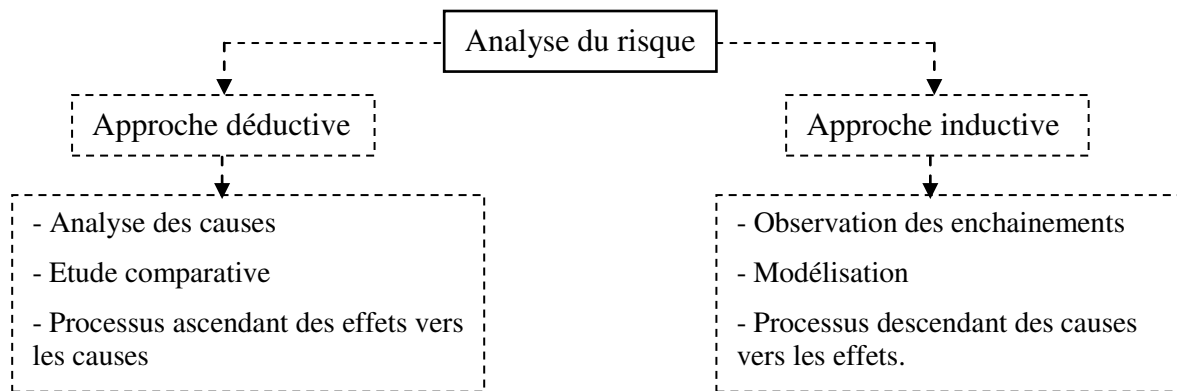 Analyse du risque
Approche déductive
Approche inductive
- Analyse des causes
- Etude comparative
- Processus ascendant des effets vers
les causes
- Observation des enchainements
- Modélisation
- Processus descendant des causes
vers les effets.